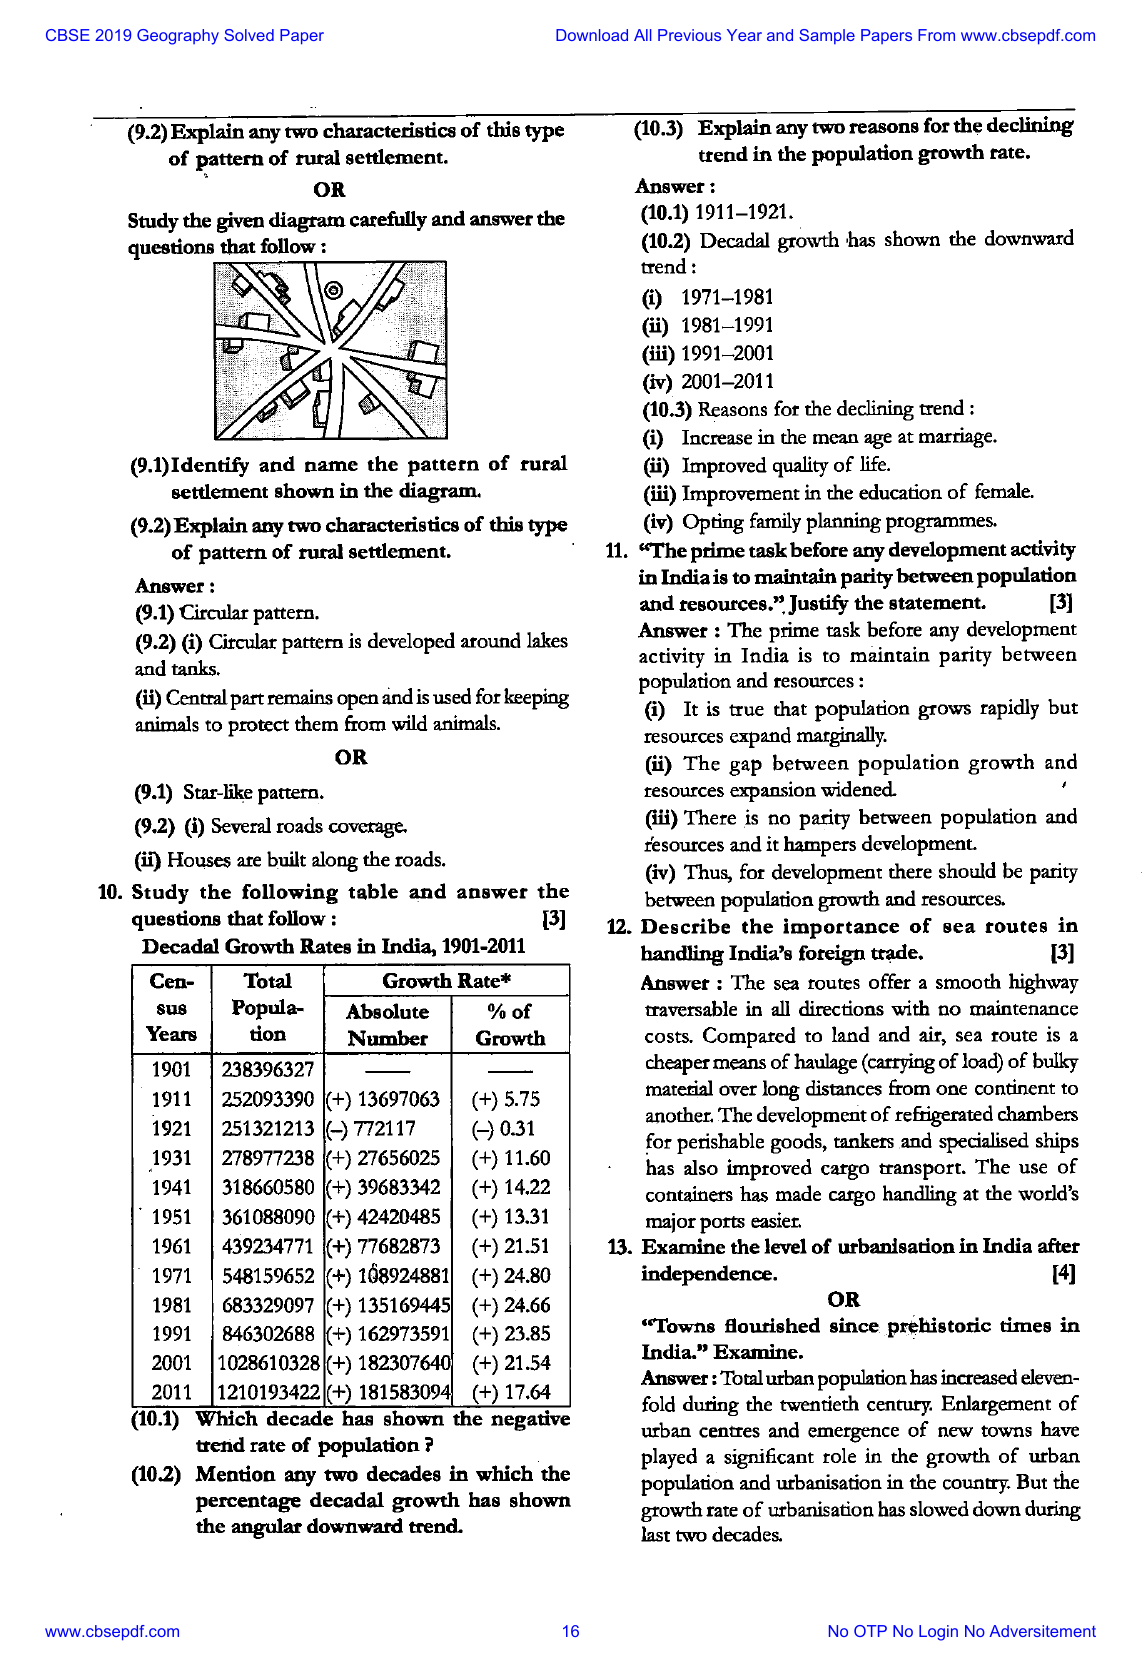 CBSE 2019 Geography Solved Paper
Download All Previous Year and Sample Papers From www.cbsepdf.com
(9.2) Explain any two characteristics of this type
of pattern of rural settlement.
OR
Study the given diagram carefully and answer the
questions that follow :
(9.1)Identify and name the pattern of rural
settlement shown in the diagram.
(9.2) Explain any two characteristics of this type
of pattern of rural settlement.
Answer :
(9.1) Circular pattern.
(9.2) (i) Circular pattern is developed around lakes
and tanks.
(ii) Central part remains open and is used for keeping
animals to protect them from wild animals.
OR
(9.1) Star-like pattern.
(9.2) (i) Several roads coverage.
(ii) Houses are built along the roads.
10. Study the following table and answer the
questions that follow : [3]
Decadal Growth Rates in India, 1901-2011
Cen-
sus
Years
Total
Popula-
tion
Growth Rate*
Absolute
Number
% of
Growth
1901 238396327 —— ——
1911 252093390 (+) 13697063 (+) 5.75
1921 251321213 (–) 772117 (–) 0.31
1931 278977238 (+) 27656025 (+) 11.60
1941 318660580 (+) 39683342 (+) 14.22
1951 361088090 (+) 42420485 (+) 13.31
1961 439234771 (+) 77682873 (+) 21.51
1971 548159652 (+) 108924881 (+) 24.80
1981 683329097 (+) 135169445 (+) 24.66
1991 846302688 (+) 162973591 (+) 23.85
2001 1028610328 (+) 182307640 (+) 21.54
2011 1210193422 (+) 181583094 (+) 17.64
(10.1) Which decade has shown the negative
trend rate of population ?
(10.2) Mention any two decades in which the
percentage decadal growth has shown
the angular downward trend.
(10.3) Explain any two reasons for the declining
trend in the population growth rate.
Answer :
(10.1) 1911–1921.
(10.2) Decadal growth has shown the downward
trend :
(i) 1971–1981
(ii) 1981–1991
(iii) 1991–2001
(iv) 2001–2011
(10.3) Reasons for the declining trend :
(i) Increase in the mean age at marriage.
(ii) Improved quality of life.
(iii) Improvement in the education of female.
(iv) Opting family planning programmes.
11. “The prime task before any development activity
in India is to maintain parity between population
and resources.” Justify the statement. [3]
Answer : The prime task before any development
activity in India is to maintain parity between
population and resources :
(i) It is true that population grows rapidly but
resources expand marginally.
(ii) The gap between population growth and
resources expansion widened.
(iii) There is no parity between population and
resources and it hampers development.
(iv) Thus, for development there should be parity
between population growth and resources.
12. Describe the importance of sea routes in
handling India’s foreign trade. [3]
Answer : The sea routes offer a smooth highway
traversable in all directions with no maintenance
costs. Compared to land and air, sea route is a
cheaper means of haulage (carrying of load) of bulky
material over long distances from one continent to
another. The development of refrigerated chambers
for perishable goods, tankers and specialised ships
has also improved cargo transport. The use of
containers has made cargo handling at the world’s
major ports easier.
13. Examine the level of urbanisation in India after
independence. [4]
OR
“Towns flourished since prehistoric times in
India.” Examine.
Answer : Total urban population has increased eleven-
fold during the twentieth century. Enlargement of
urban centres and emergence of new towns have
played a significant role in the growth of urban
population and urbanisation in the country. But the
growth rate of urbanisation has slowed down during
last two decades.
www.cbsepdf.com
16
No OTP No Login No Adversitement